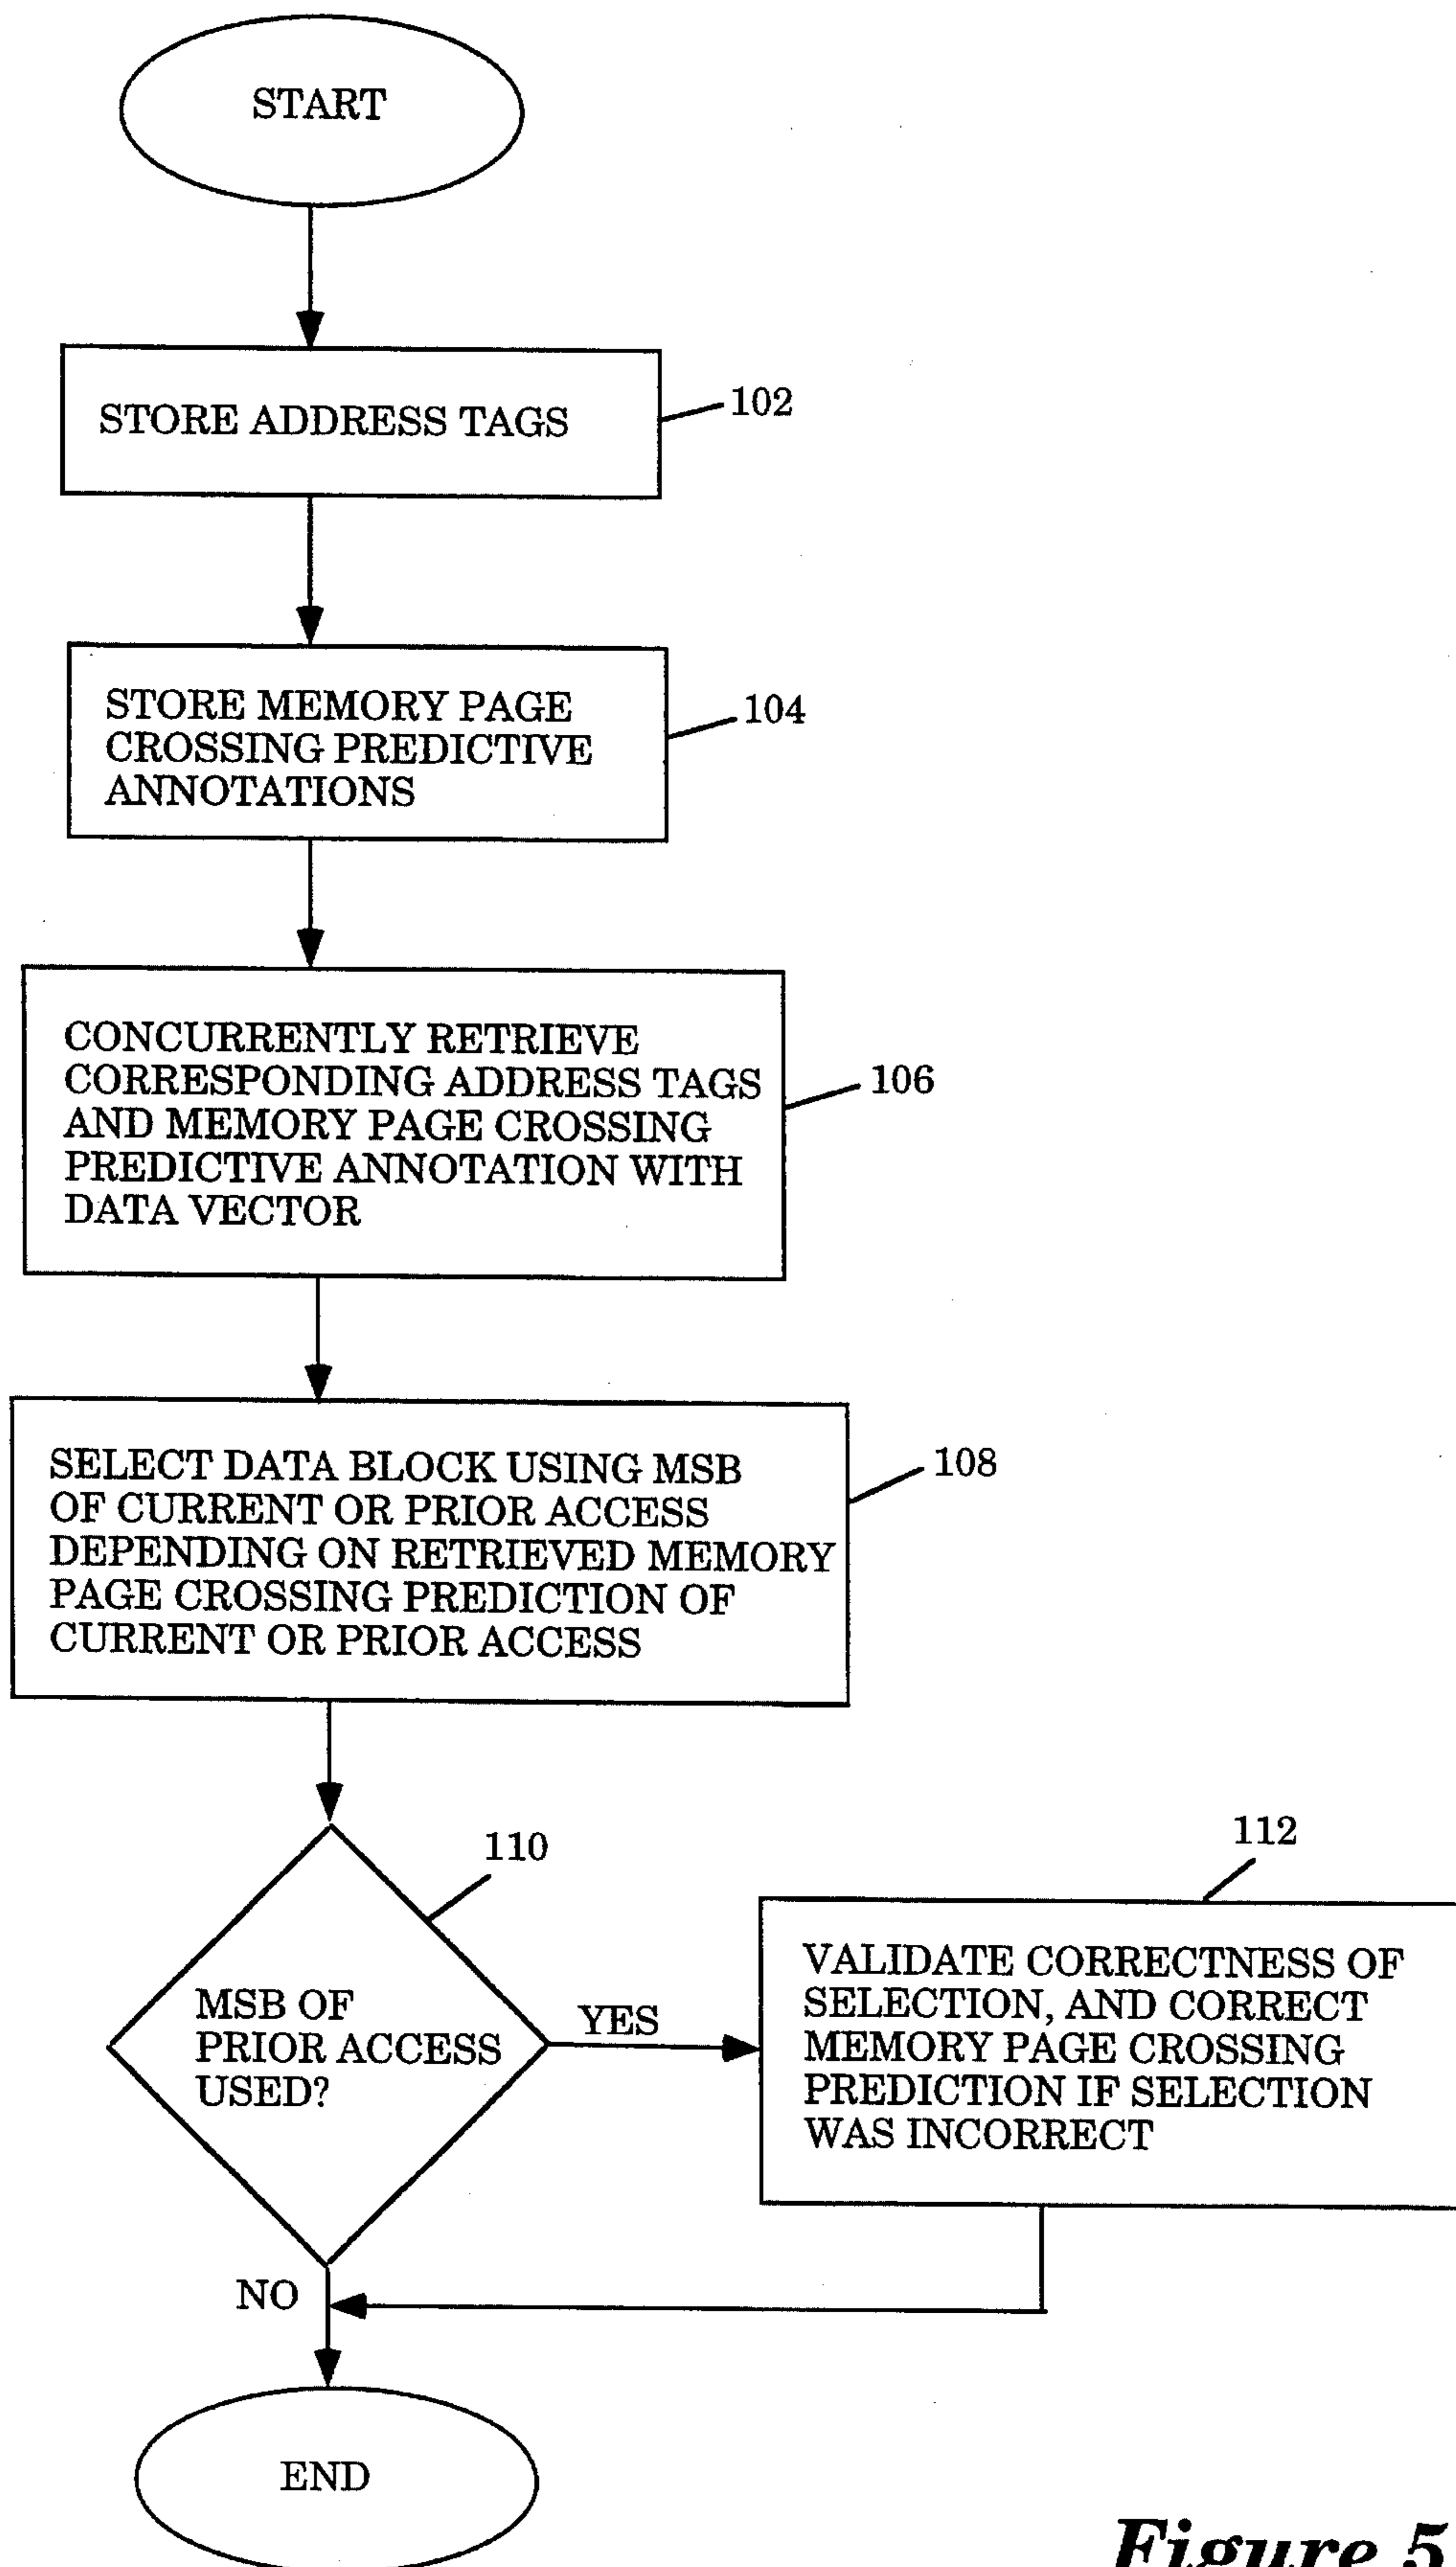 START
STORE ADDRESS TAGS
102
STORE MEMORY PAGE
CROSSING PREDICTIVE
ANNOTATIONS
104
CONCURRENTLY RETRIEVE
CORRESPONDING ADDRESS TAGS
AND MEMORY PAGE CROSSING
PREDICTIVE ANNOTATION WITH
DATA VECTOR
106
SELECT DATA BLOCK USING MSB
OF CURRENT OR PRIOR ACCESS
DEPENDING ON RETRIEVED MEMORY
PAGE CROSSING PREDICTION OF
CURRENT OR PRIOR ACCESS
108
110
MSB OF
PRIOR ACCESS
USED?
YES
112
VALIDATE CORRECTNESS OF
SELECTION, AND CORRECT
MEMORY PAGE CROSSING
PREDICTION IF SELECTION
WAS INCORRECT
NO
END
Figure 5